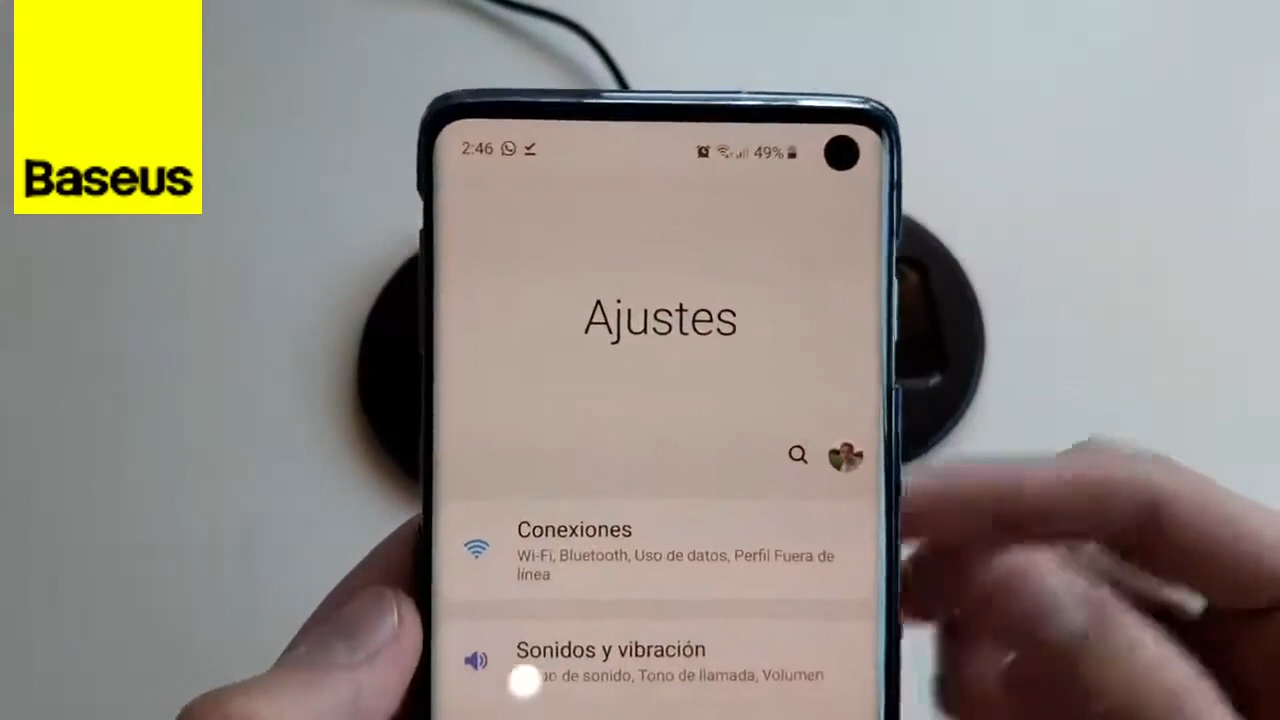 Baseus
2:46
49%
Ajustes
Conexiones
Wi-Fi, Bluetooth, Uso de datos, Perfil Fuera de
línea
Sonidos y vibración
de sonido, Tono de llamada, Volumen